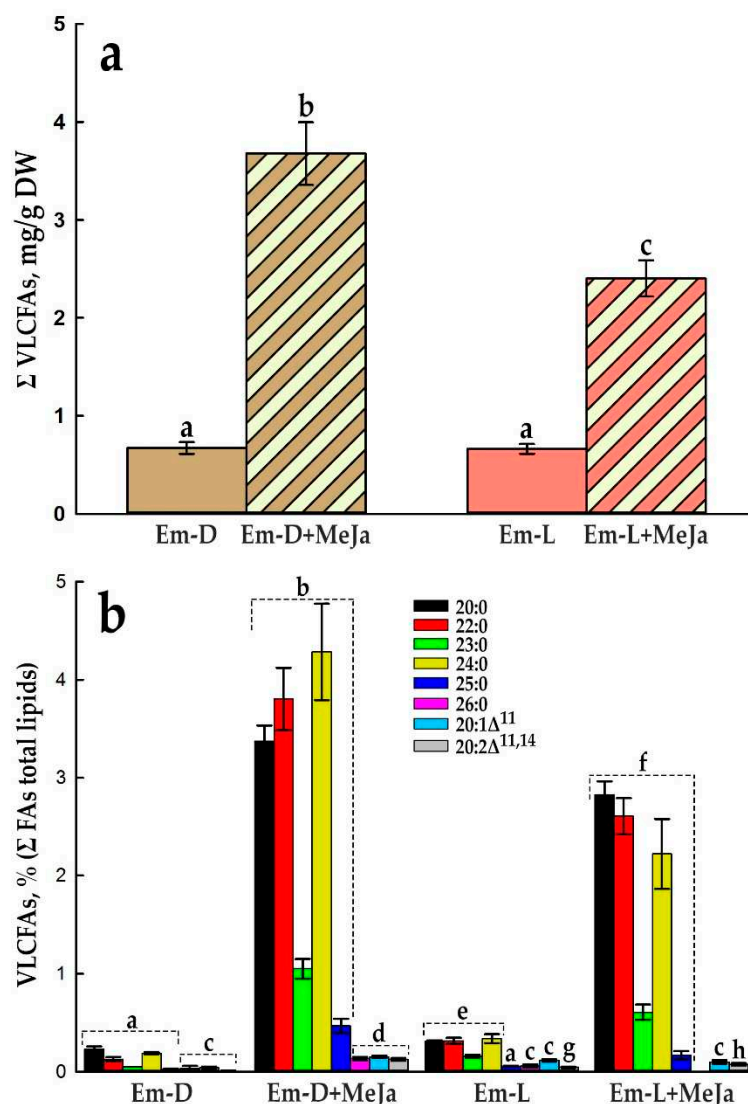 a
Σ VLCFAs, mg/g DW
5
4
3
2
1
0
a
b
a
c
Em-D
Em-D+MeJa
Em-L
Em-L+MeJa
b
VLCFAs, % (Σ FAs total lipids)
5
4
3
2
1
0
20:0
22:0
23:0
24:0
25:0
26:0
20:1Δ¹¹
20:2Δ¹¹,¹⁴
a
c
b
d
e
a
c
c
g
f
c
h
Em-D
Em-D+MeJa
Em-L
Em-L+MeJa